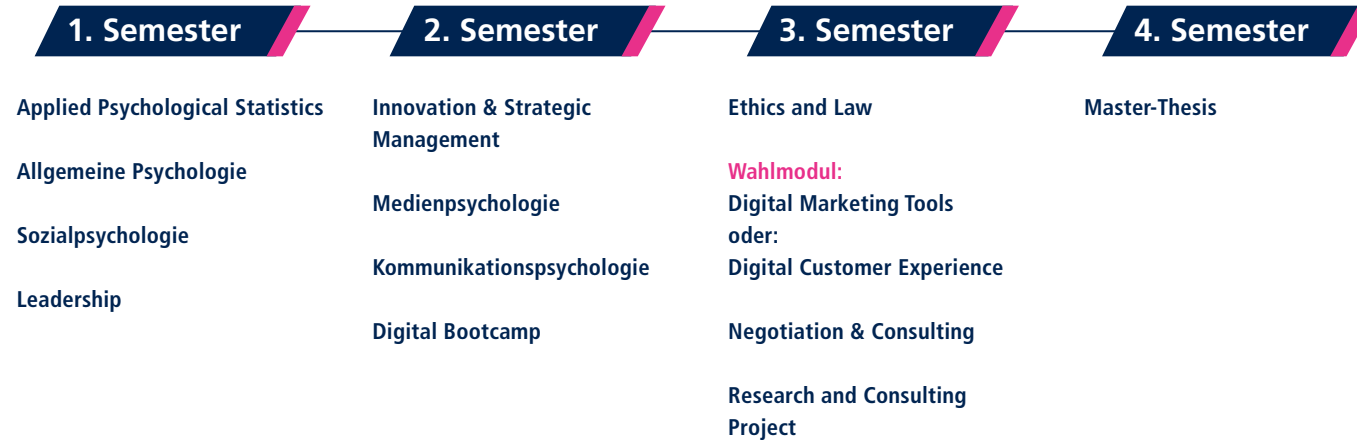 1. Semester
Applied Psychological Statistics
Allgemeine Psychologie
Sozialpsychologie
Leadership
2. Semester
Innovation & Strategic
Management
Medienpsychologie
Kommunikationspsychologie
Digital Bootcamp
3. Semester
Ethics and Law
Wahlmodul:
Digital Marketing Tools
oder:
Digital Customer Experience
Negotiation & Consulting
Research and Consulting
Project
4. Semester
Master-Thesis